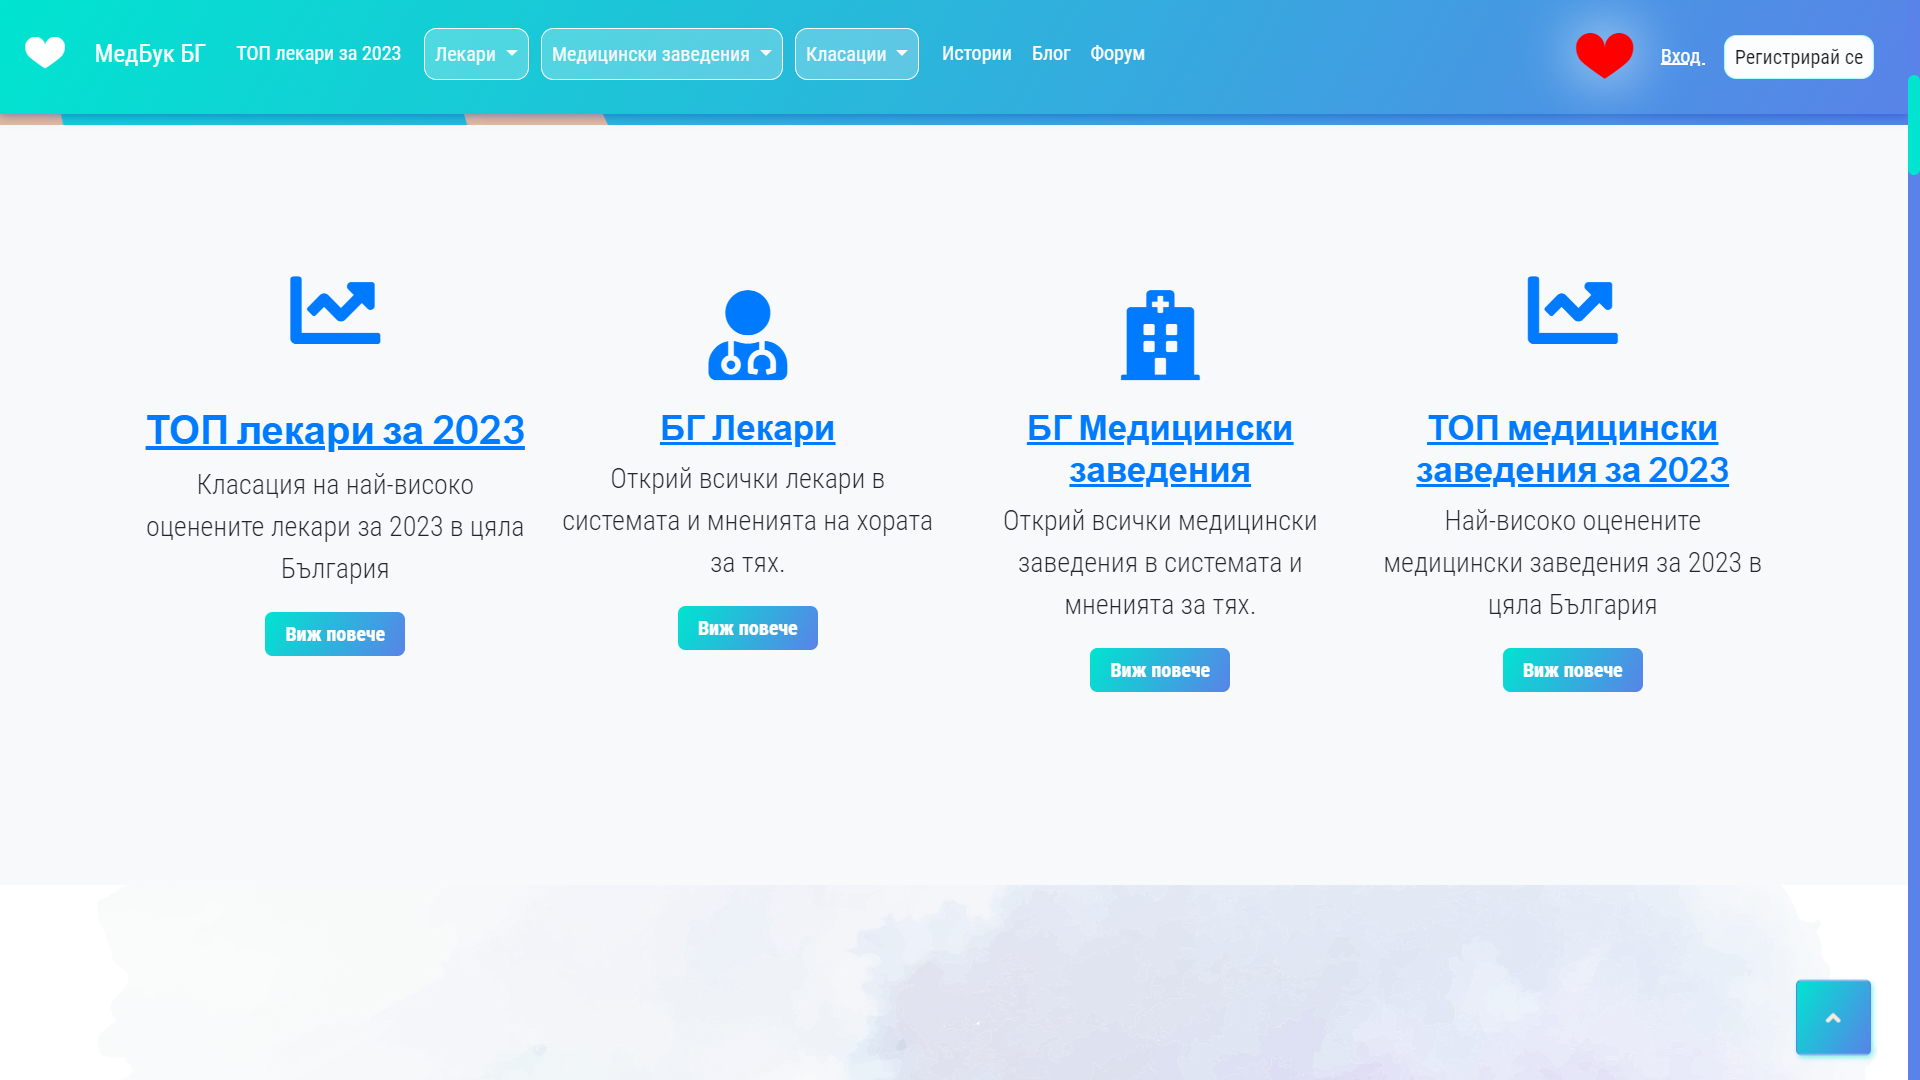 МедБук БГ ТОП лекари за 2023 Лекари Медицински заведения Класации Истории Блог Форум Вход Регистрирай се
ТОП лекари за 2023
Класация на най-високо
оценените лекари за 2023 в цяла
България
Виж повече
БГ Лекари
Открий всички лекари в
системата и мненията на хората
за тях.
Виж повече
БГ Медицински
заведения
Открий всички медицински
заведения в системата и
мненията за тях.
Виж повече
ТОП медицински
заведения за 2023
Най-високо оценените
медицински заведения за 2023 в
цяла България
Виж повече